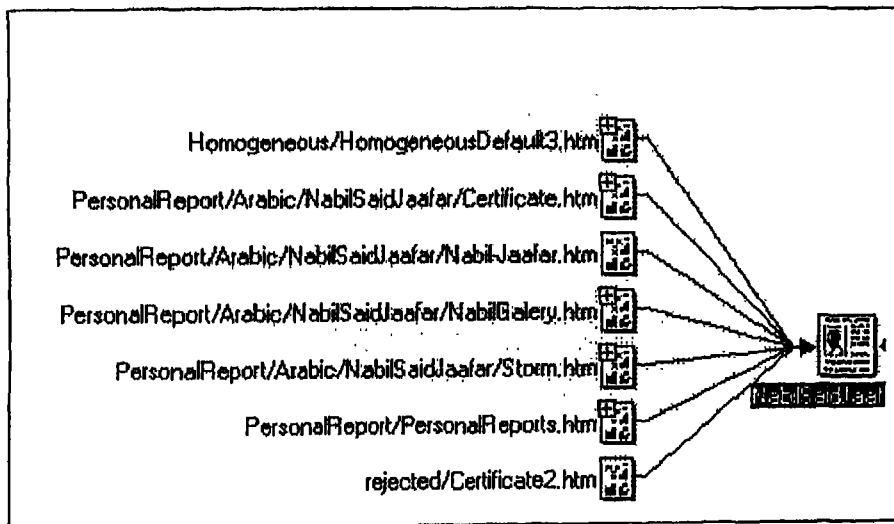 Homogeneous/HomogeneousDefault3.htm
PersonalReport/Arabic/NabilSaidJaafar/Certificate.htm
PersonalReport/Arabic/NabilSaidJaafar/Nabil-Jaafar.htm
PersonalReport/Arabic/NabilSaidJaafar/NabilGalery.htm
PersonalReport/Arabic/NabilSaidJaafar/Storm.htm
PersonalReport/PersonalReports.htm
rejected/Certificate2.htm